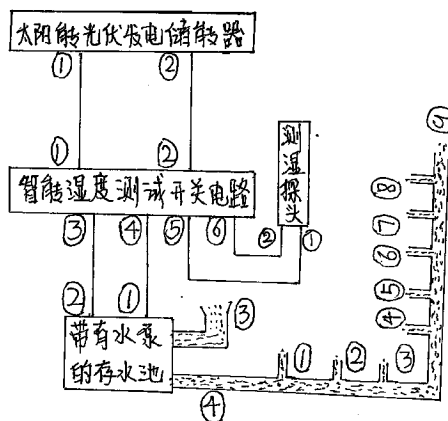 太阳能光伏发电储能器
① ②
① ②
智能湿度测试开关电路
③ ④ ⑤ ⑥
测湿探头
② ①
② ①
带有水泵
的存水池
③
④
① ② ③
④
⑤
⑥
⑦
⑧
⑨